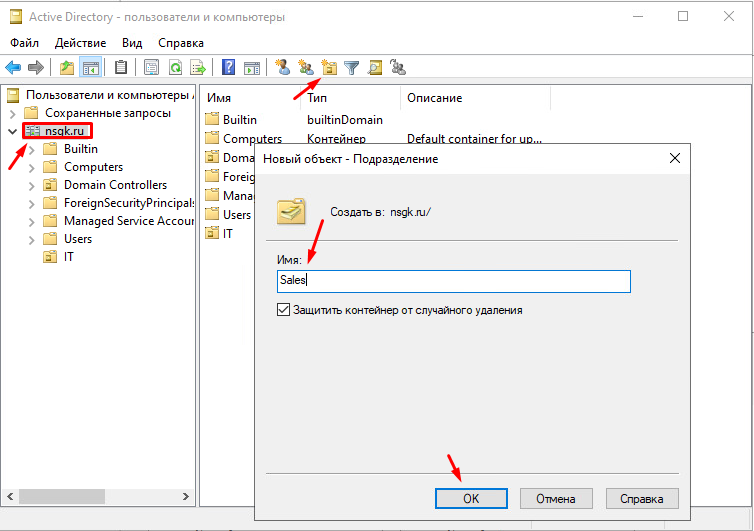 Active Directory - пользователи и компьютеры
Файл Действие Вид Справка
Пользователи и компьютеры
Сохраненные запросы
nsgk.ru
Builtin
Computers
Domain Controllers
ForeignSecurityPrincipals
Managed Service Accour
Users
IT
Имя Тип Описание
Builtin builtinDomain
Computers Контейнер Default container for up...
Doma
Foreig
Manag
Users
IT
Новый объект - Подразделение
Создать в: nsgk.ru/
Имя:
Sales
Защитить контейнер от случайного удаления
OK Отмена Справка